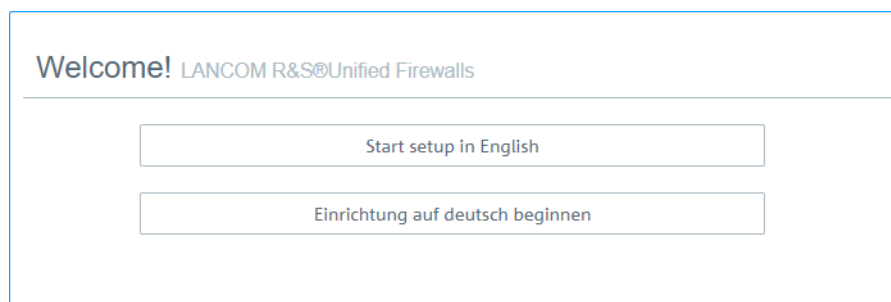 Welcome! LANCOM R&S®Unified Firewalls
Start setup in English
Einrichtung auf deutsch beginnen